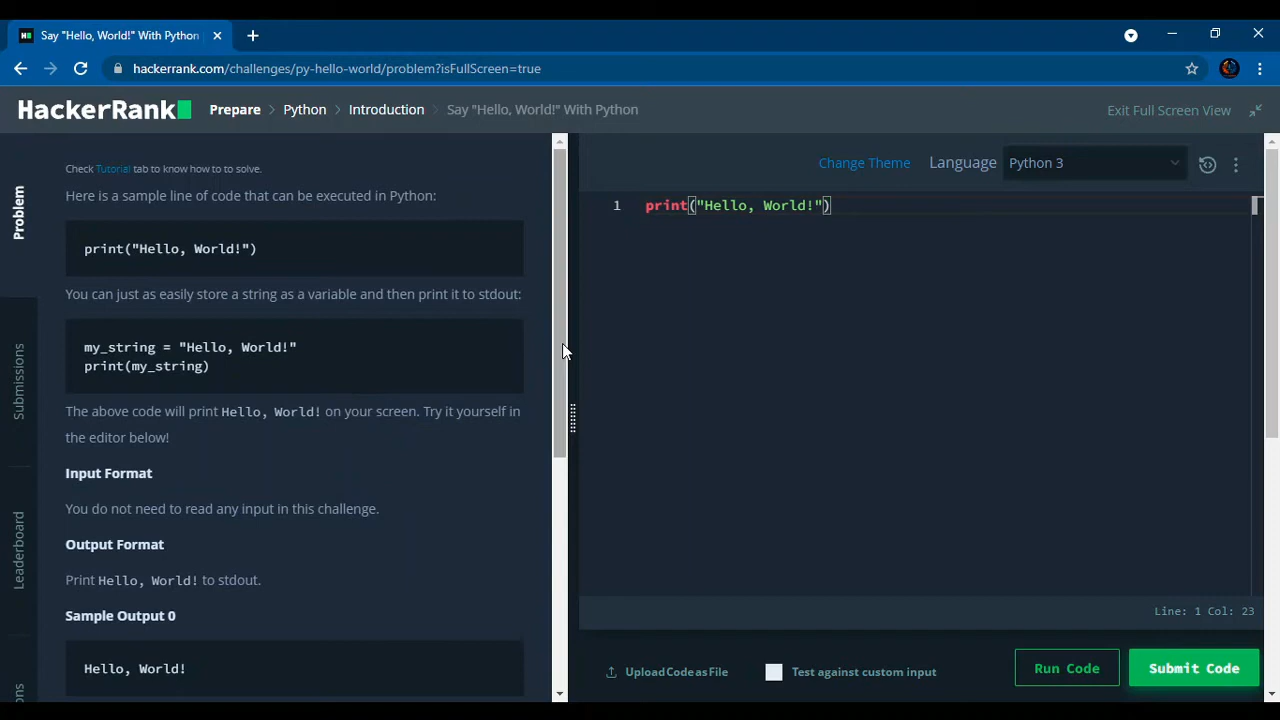 Say "Hello, World!" With Python
hackerrank.com/challenges/py-hello-world/problem?isFullScreen=true
HackerRank
Prepare > Python > Introduction > Say "Hello, World!" With Python
Exit Full Screen View
Problem
Submissions
Leaderboard
ons
Check Tutorial tab to know how to to solve.
Here is a sample line of code that can be executed in Python:
print("Hello, World!")
You can just as easily store a string as a variable and then print it to stdout:
my_string = "Hello, World!"
print(my_string)
The above code will print Hello, World! on your screen. Try it yourself in
the editor below!
Input Format
You do not need to read any input in this challenge.
Output Format
Print Hello, World! to stdout.
Sample Output 0
Hello, World!
Change Theme
Language
Python 3
1 print("Hello, World!")
Line: 1 Col: 23
Upload Code as File
Test against custom input
Run Code
Submit Code